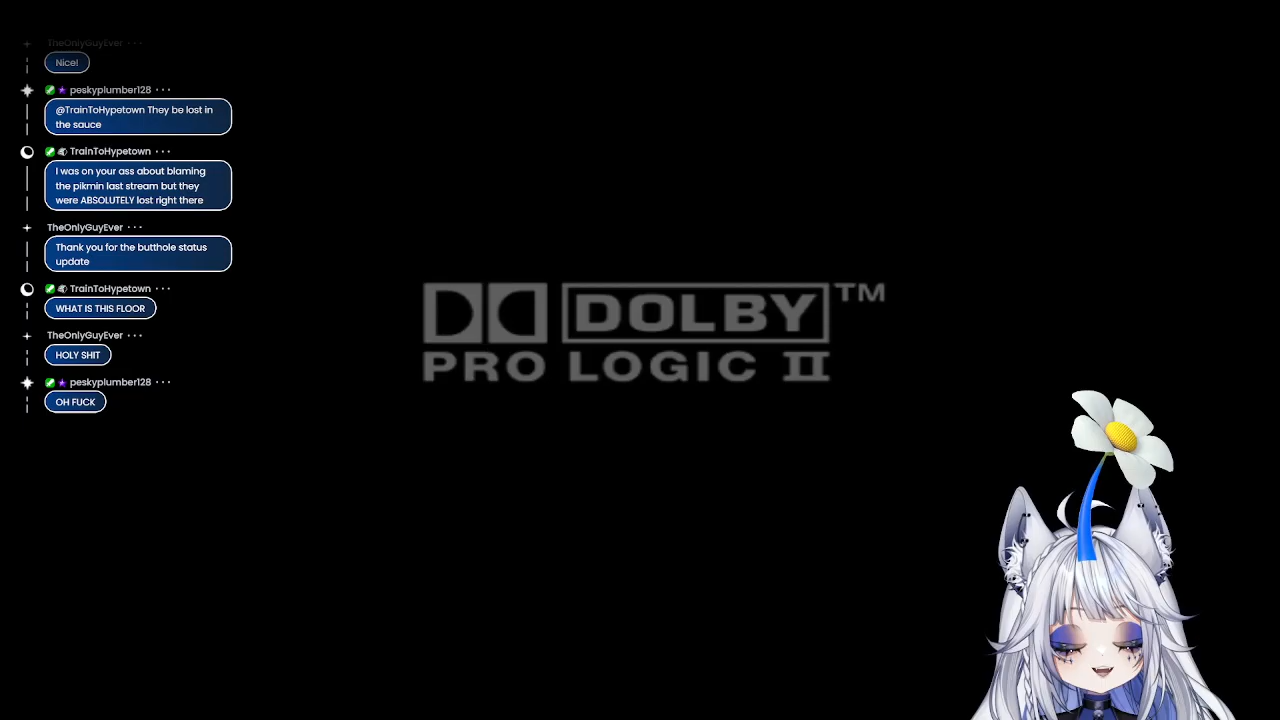 TheOnlyGuyEver
Nice!
peskyplumber128
@TrainToHypetown They be lost in
the sauce
TrainToHypetown
I was on your ass about blaming
the pikmin last stream but they
were ABSOLUTELY lost right there
TheOnlyGuyEver
Thank you for the butthole status
update
TrainToHypetown
WHAT IS THIS FLOOR
TheOnlyGuyEver
HOLY SHIT
peskyplumber128
OH FUCK
DOLBY™
PRO LOGIC II